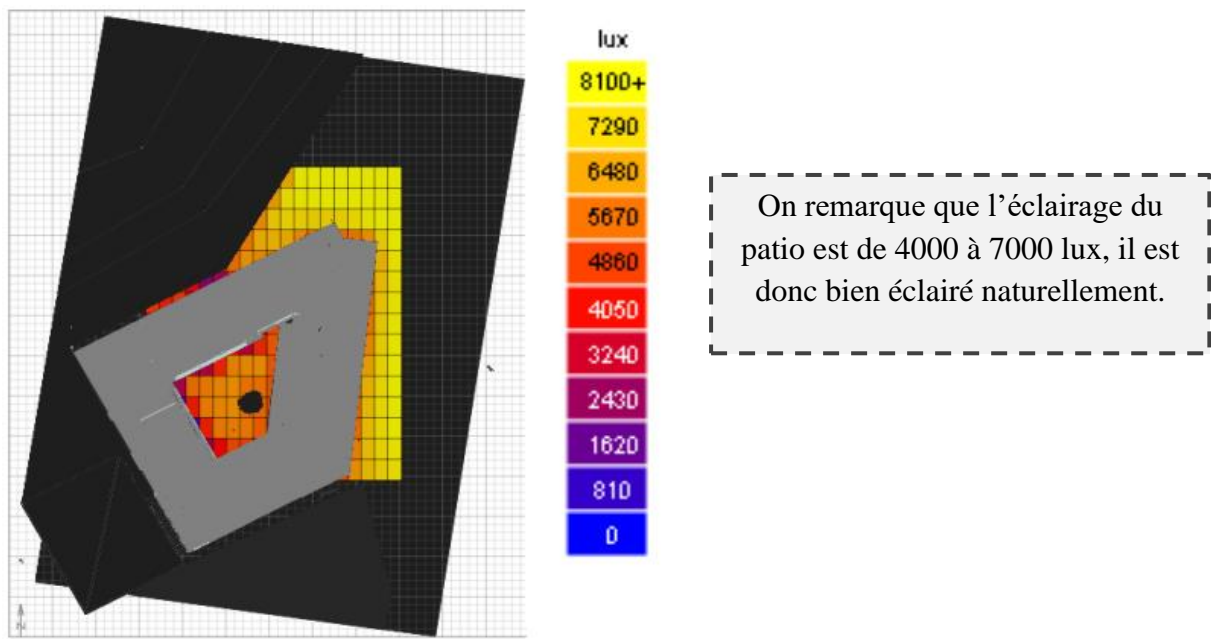 lux
8100+
7290
6480
5670
4860
4050
3240
2430
1620
810
0
On remarque que l’éclairage du
patio est de 4000 à 7000 lux, il est
donc bien éclairé naturellement.
N